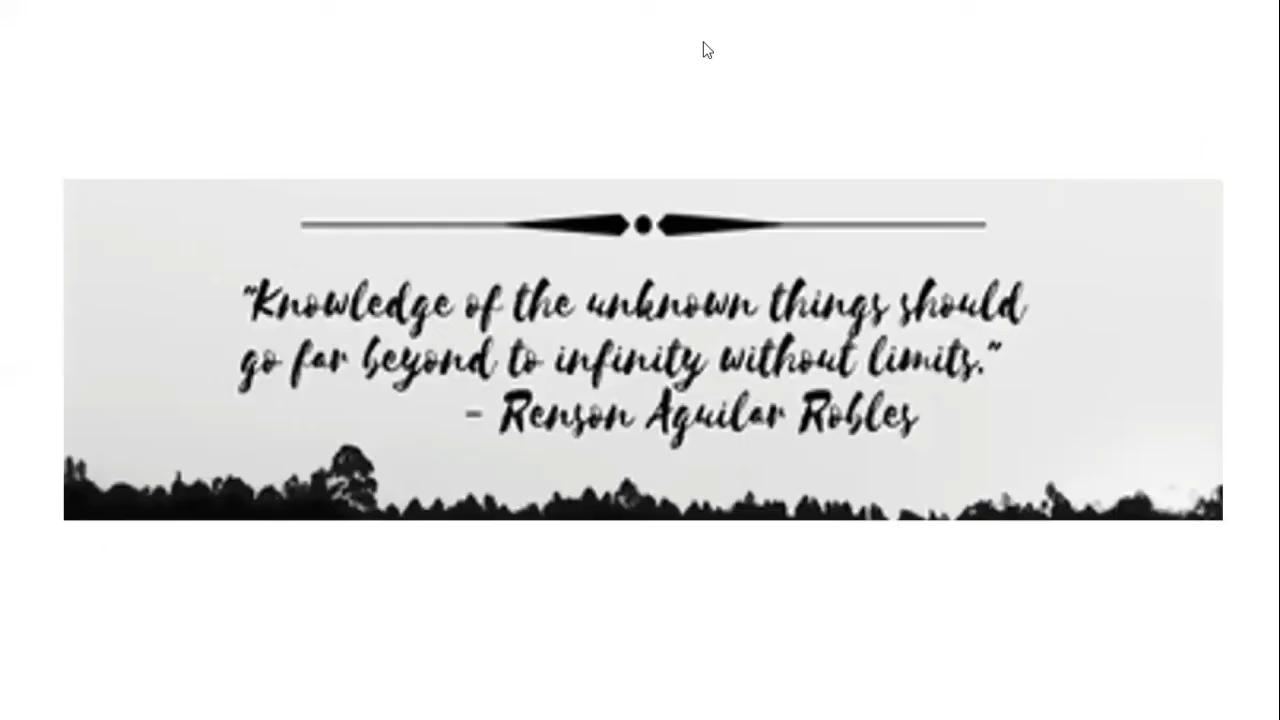 "Knowledge of the unknown things should
go far beyond to infinity without limits."
- Renson Aguilar Robles